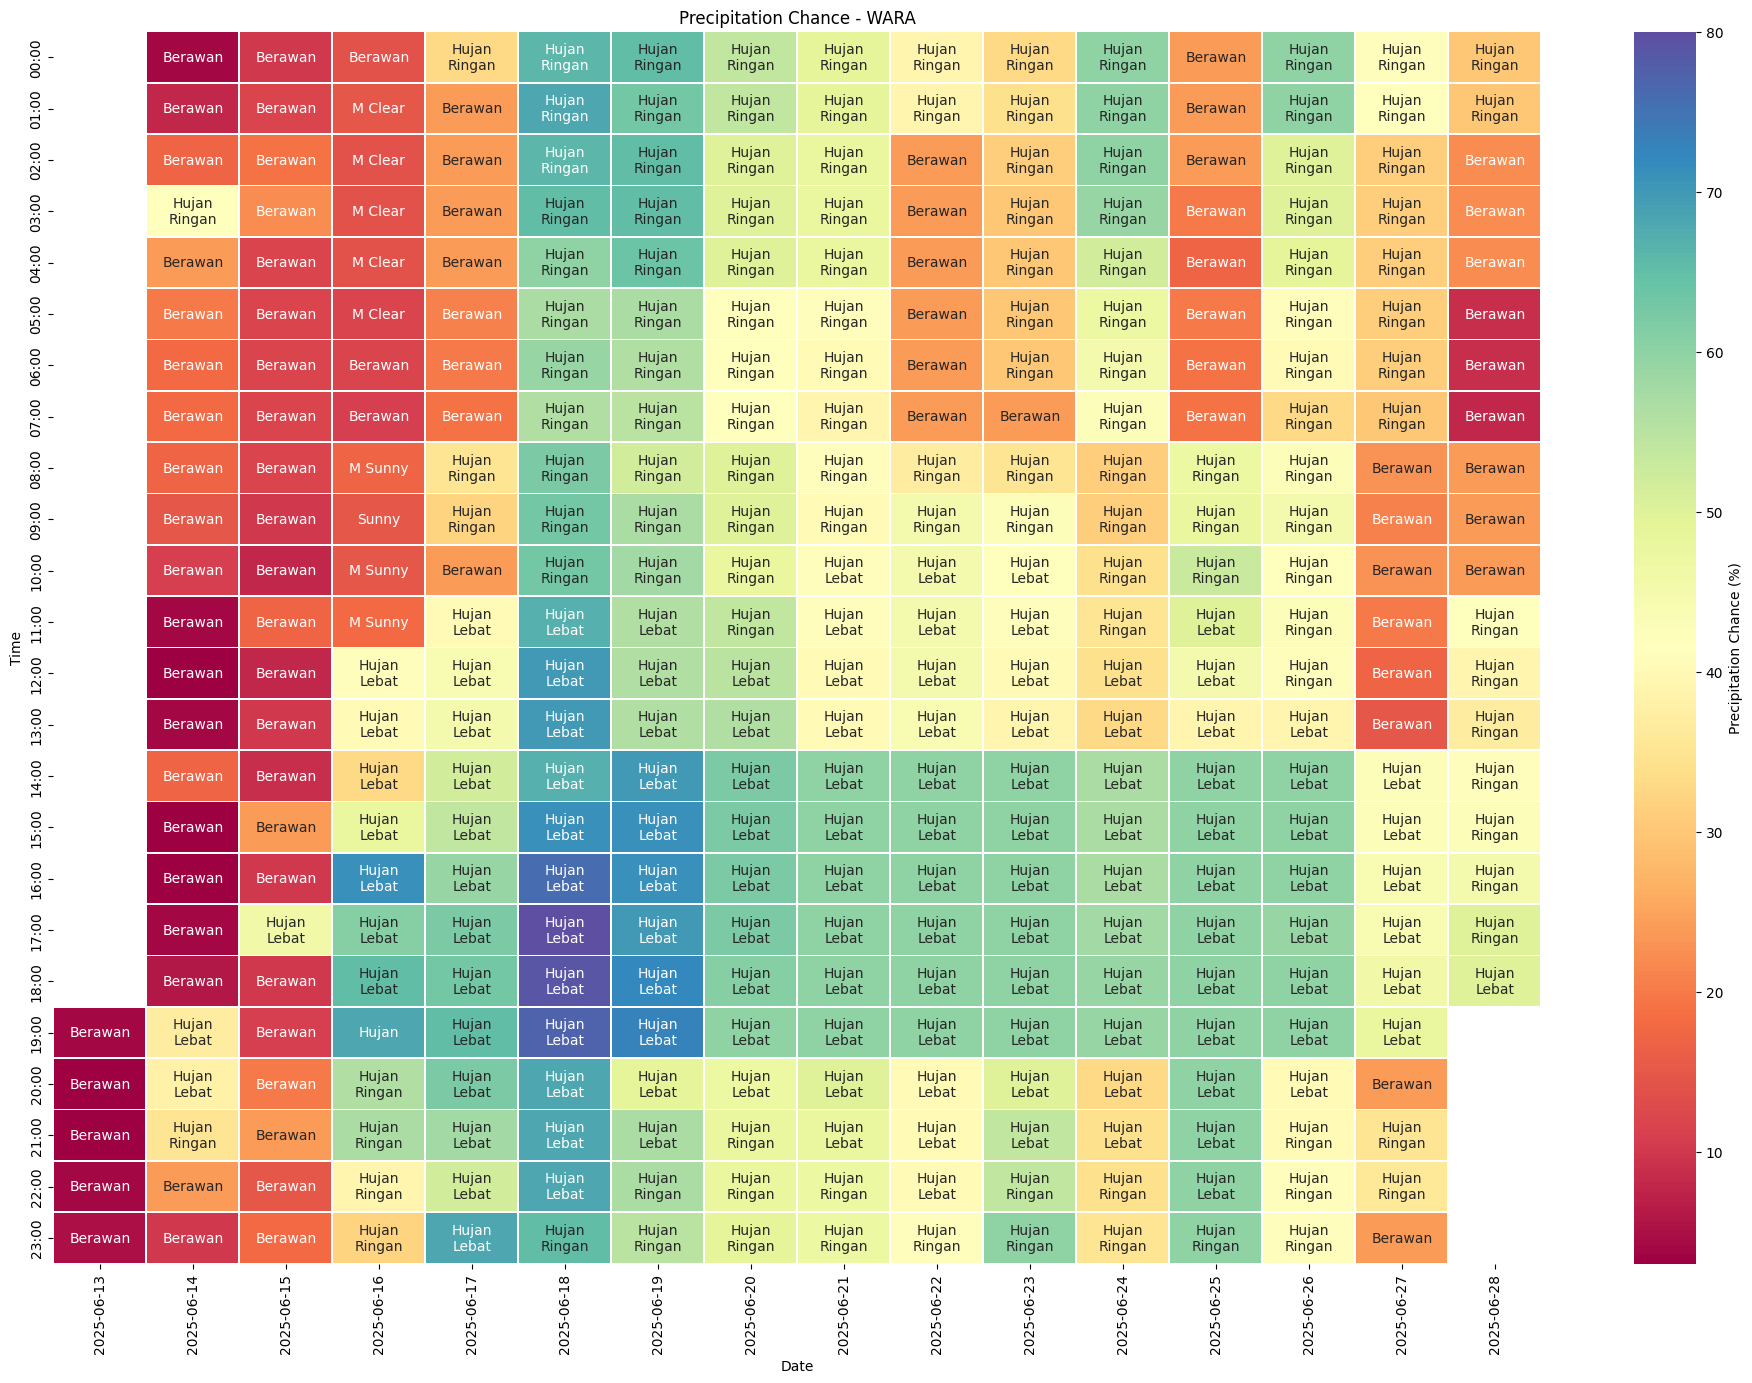 Precipitation Chance - WARA
00:00 Berawan Berawan Berawan Hujan Ringan Hujan Ringan Hujan Ringan Hujan Ringan Hujan Ringan Hujan Ringan Hujan Ringan Hujan Ringan Berawan Hujan Ringan Hujan Ringan Hujan Ringan
01:00 Berawan Berawan M Clear Berawan Hujan Ringan Hujan Ringan Hujan Ringan Hujan Ringan Hujan Ringan Hujan Ringan Hujan Ringan Berawan Hujan Ringan Hujan Ringan Hujan Ringan
02:00 Berawan Berawan M Clear Berawan Hujan Ringan Hujan Ringan Hujan Ringan Hujan Ringan Berawan Hujan Ringan Hujan Ringan Berawan Hujan Ringan Hujan Ringan Berawan
03:00 Hujan Ringan Berawan M Clear Berawan Hujan Ringan Hujan Ringan Hujan Ringan Hujan Ringan Berawan Hujan Ringan Hujan Ringan Berawan Hujan Ringan Hujan Ringan Berawan
04:00 Berawan Berawan M Clear Berawan Hujan Ringan Hujan Ringan Hujan Ringan Hujan Ringan Berawan Hujan Ringan Hujan Ringan Berawan Hujan Ringan Hujan Ringan Berawan
05:00 Berawan Berawan M Clear Berawan Hujan Ringan Hujan Ringan Hujan Ringan Hujan Ringan Berawan Hujan Ringan Hujan Ringan Berawan Hujan Ringan Hujan Ringan Berawan
06:00 Berawan Berawan Berawan Berawan Hujan Ringan Hujan Ringan Hujan Ringan Hujan Ringan Berawan Hujan Ringan Hujan Ringan Berawan Hujan Ringan Hujan Ringan Berawan
07:00 Berawan Berawan Berawan Berawan Hujan Ringan Hujan Ringan Hujan Ringan Hujan Ringan Berawan Berawan Hujan Ringan Berawan Hujan Ringan Hujan Ringan Berawan
08:00 Berawan Berawan M Sunny Hujan Ringan Hujan Ringan Hujan Ringan Hujan Ringan Hujan Ringan Hujan Ringan Hujan Ringan Hujan Ringan Hujan Ringan Hujan Ringan Berawan Berawan
09:00 Berawan Berawan Sunny Hujan Ringan Hujan Ringan Hujan Ringan Hujan Ringan Hujan Ringan Hujan Ringan Hujan Ringan Hujan Ringan Hujan Ringan Hujan Ringan Berawan Berawan
10:00 Berawan Berawan M Sunny Berawan Hujan Ringan Hujan Ringan Hujan Ringan Hujan Lebat Hujan Lebat Hujan Lebat Hujan Ringan Hujan Ringan Hujan Ringan Berawan Berawan
11:00 Berawan Berawan M Sunny Hujan Lebat Hujan Lebat Hujan Lebat Hujan Ringan Hujan Lebat Hujan Lebat Hujan Lebat Hujan Ringan Hujan Lebat Hujan Ringan Berawan Hujan Ringan
12:00 Berawan Berawan Hujan Lebat Hujan Lebat Hujan Lebat Hujan Lebat Hujan Lebat Hujan Lebat Hujan Lebat Hujan Lebat Hujan Lebat Hujan Lebat Hujan Ringan Berawan Hujan Ringan
13:00 Berawan Berawan Hujan Lebat Hujan Lebat Hujan Lebat Hujan Lebat Hujan Lebat Hujan Lebat Hujan Lebat Hujan Lebat Hujan Lebat Hujan Lebat Hujan Lebat Berawan Hujan Ringan
14:00 Berawan Berawan Hujan Lebat Hujan Lebat Hujan Lebat Hujan Lebat Hujan Lebat Hujan Lebat Hujan Lebat Hujan Lebat Hujan Lebat Hujan Lebat Hujan Lebat Hujan Lebat Hujan Ringan
15:00 Berawan Berawan Hujan Lebat Hujan Lebat Hujan Lebat Hujan Lebat Hujan Lebat Hujan Lebat Hujan Lebat Hujan Lebat Hujan Lebat Hujan Lebat Hujan Lebat Hujan Lebat Hujan Ringan
16:00 Berawan Berawan Hujan Lebat Hujan Lebat Hujan Lebat Hujan Lebat Hujan Lebat Hujan Lebat Hujan Lebat Hujan Lebat Hujan Lebat Hujan Lebat Hujan Lebat Hujan Lebat Hujan Ringan
17:00 Berawan Hujan Lebat Hujan Lebat Hujan Lebat Hujan Lebat Hujan Lebat Hujan Lebat Hujan Lebat Hujan Lebat Hujan Lebat Hujan Lebat Hujan Lebat Hujan Lebat Hujan Lebat Hujan Ringan
18:00 Berawan Berawan Hujan Lebat Hujan Lebat Hujan Lebat Hujan Lebat Hujan Lebat Hujan Lebat Hujan Lebat Hujan Lebat Hujan Lebat Hujan Lebat Hujan Lebat Hujan Lebat Hujan Lebat
19:00 Berawan Hujan Lebat Berawan Hujan Hujan Lebat Hujan Lebat Hujan Lebat Hujan Lebat Hujan Lebat Hujan Lebat Hujan Lebat Hujan Lebat Hujan Lebat Hujan Lebat Hujan Lebat
20:00 Berawan Hujan Lebat Berawan Hujan Ringan Hujan Lebat Hujan Lebat Hujan Lebat Hujan Lebat Hujan Lebat Hujan Lebat Hujan Lebat Hujan Lebat Hujan Lebat Hujan Lebat Berawan
21:00 Berawan Hujan Ringan Berawan Hujan Ringan Hujan Lebat Hujan Lebat Hujan Lebat Hujan Ringan Hujan Lebat Hujan Lebat Hujan Lebat Hujan Lebat Hujan Lebat Hujan Ringan Hujan Ringan
22:00 Berawan Berawan Berawan Hujan Ringan Hujan Lebat Hujan Lebat Hujan Ringan Hujan Ringan Hujan Ringan Hujan Lebat Hujan Ringan Hujan Ringan Hujan Lebat Hujan Ringan Hujan Ringan
23:00 Berawan Berawan Berawan Hujan Ringan Hujan Lebat Hujan Ringan Hujan Ringan Hujan Ringan Hujan Ringan Hujan Ringan Hujan Ringan Hujan Ringan Hujan Ringan Hujan Ringan Berawan
Time
2025-06-13 2025-06-14 2025-06-15 2025-06-16 2025-06-17 2025-06-18 2025-06-19 2025-06-20 2025-06-21 2025-06-22 2025-06-23 2025-06-24 2025-06-25 2025-06-26 2025-06-27 2025-06-28
Date
80
70
60
50
40
30
20
10
Precipitation Chance (%)